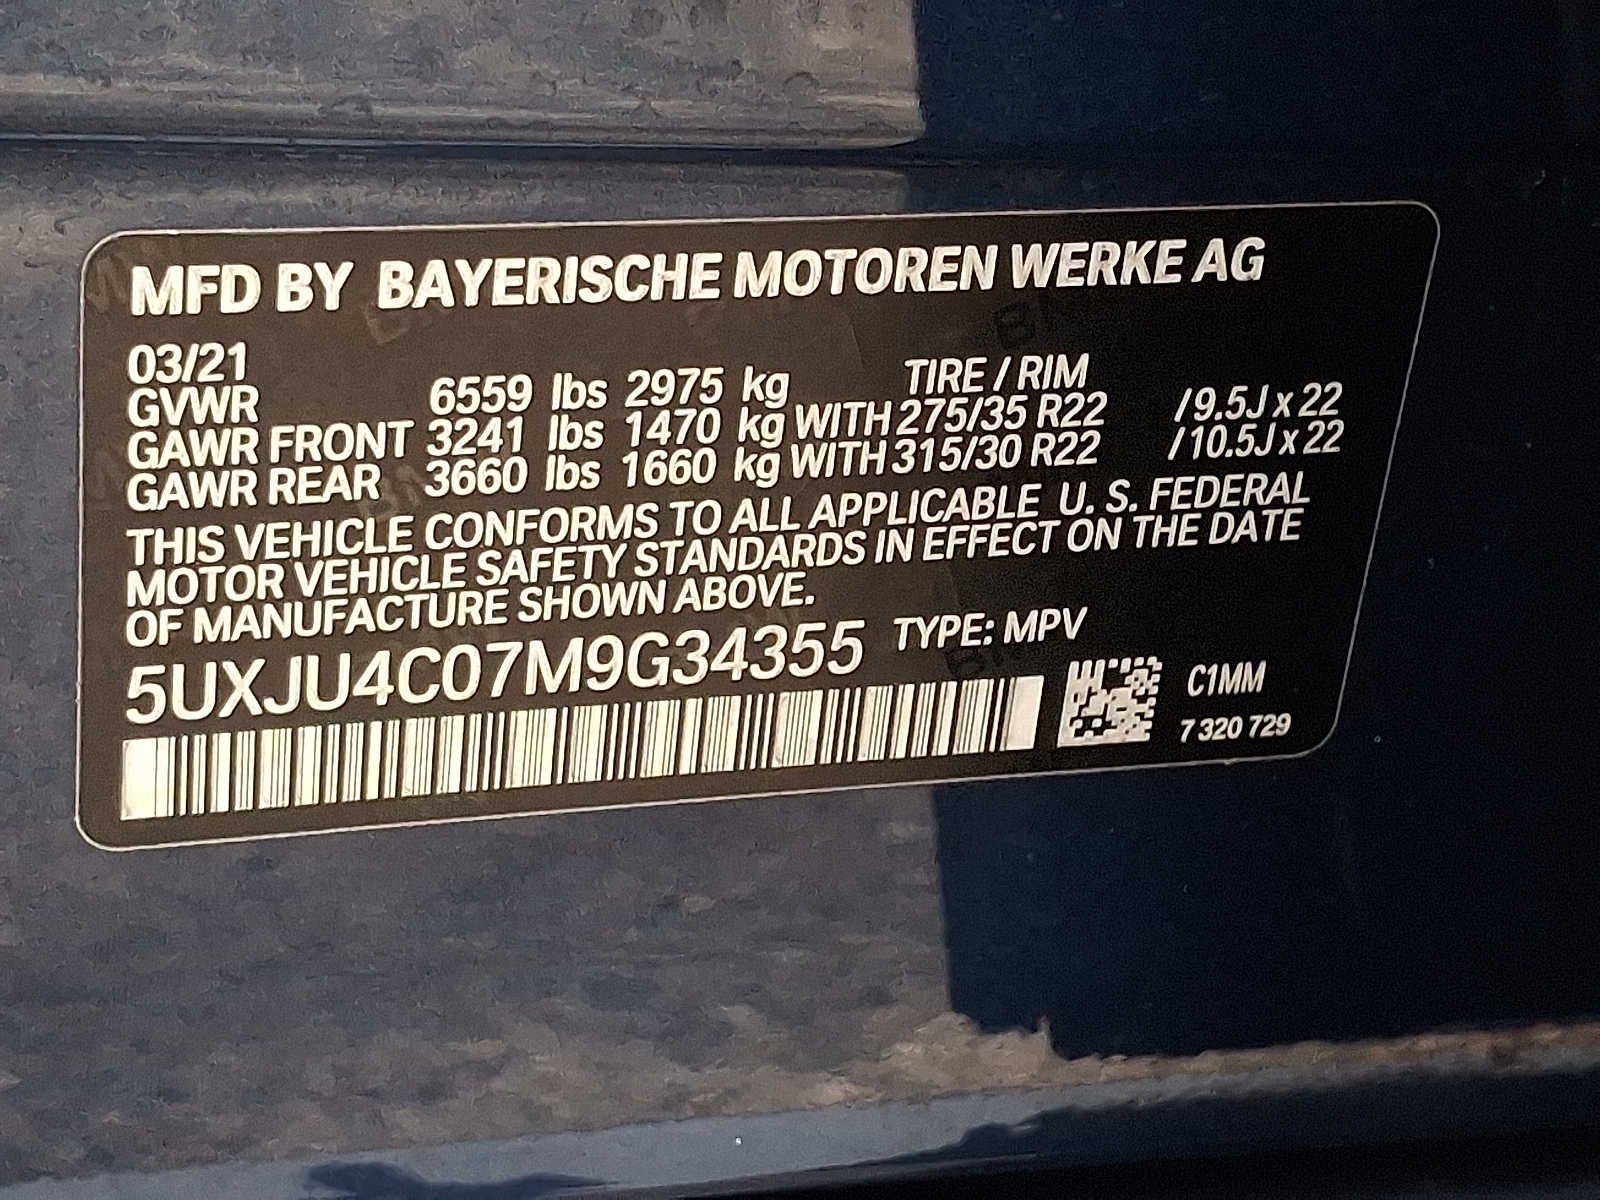 MFD BY BAYERISCHE MOTOREN WERKE AG
03/21
TIRE / RIM
GVWR 6559 lbs 2975 kg
GAWR FRONT 3241 lbs 1470 kg WITH 275/35 R22 /9.5J x 22
GAWR REAR 3660 lbs 1660 kg WITH 315/30 R22 /10.5J x 22
THIS VEHICLE CONFORMS TO ALL APPLICABLE U. S. FEDERAL
MOTOR VEHICLE SAFETY STANDARDS IN EFFECT ON THE DATE
OF MANUFACTURE SHOWN ABOVE.
5UXJU4C07M9G34355 TYPE: MPV
C1MM
7 320 729